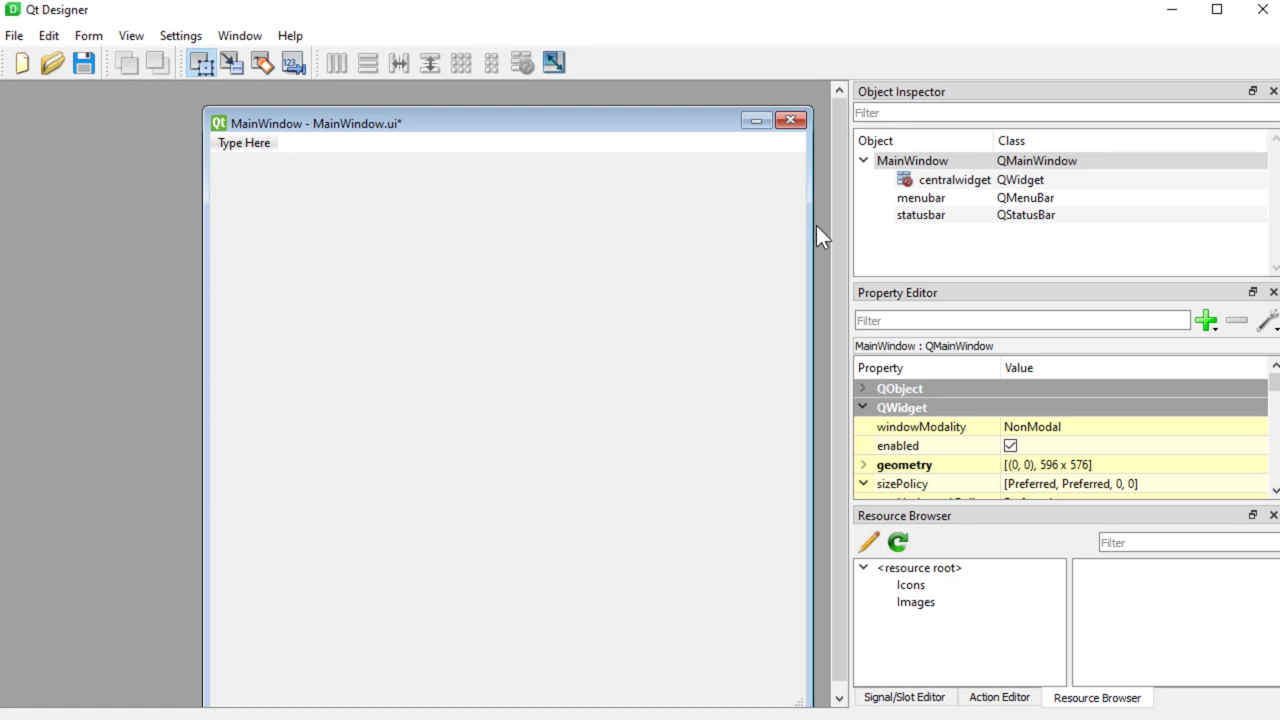 Qt Designer
File Edit Form View Settings Window Help
123
Qt MainWindow - MainWindow.ui*
Type Here
Object Inspector
Filter
Object Class
MainWindow QMainWindow
centralwidget QWidget
menubar QMenuBar
statusbar QStatusBar
Property Editor
Filter
MainWindow : QMainWindow
Property Value
QObject
QWidget
windowModality NonModal
enabled
geometry [(0, 0), 596 x 576]
sizePolicy [Preferred, Preferred, 0, 0]
Resource Browser
Filter
<resource root>
Icons
Images
Signal/Slot Editor Action Editor Resource Browser